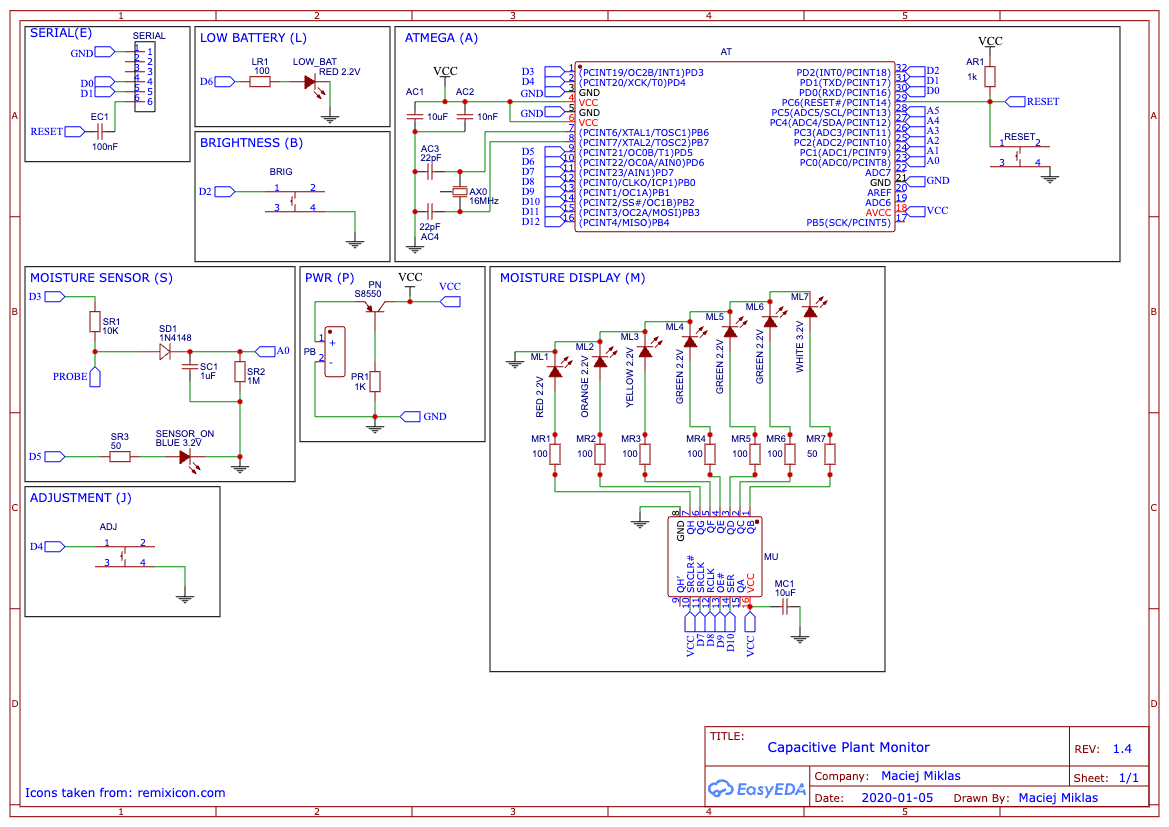 1 2 3 4 5
A
B
C
D
A
B
C
D
SERIAL(E)
SERIAL
GND
1 1
2 2
3 3
4 4
5 5
6 6
D0
D1
EC1
RESET
100nF
LOW BATTERY (L)
LR1
100
LOW_BAT
RED 2.2V
D6
BRIGHTNESS (B)
BRIG
D2
1 2
3 4
ATMEGA (A)
AT
VCC
AC1
AC2
10uF
10nF
AC3
22pF
AX0
16MHz
22pF
AC4
D3 1 (PCINT19/OC2B/INT1)PD3
D4 2 (PCINT20/XCK/T0)PD4
GND 3 GND
4 VCC
GND 5 GND
6 VCC
7 (PCINT6/XTAL1/TOSC1)PB6
8 (PCINT7/XTAL2/TOSC2)PB7
D5 9 (PCINT21/OC0B/T1)PD5
D6 10 (PCINT22/OC0A/AIN0)PD6
D7 11 (PCINT23/AIN1)PD7
D8 12 (PCINT0/CLKO/ICP1)PB0
D9 13 (PCINT1/OC1A)PB1
D10 14 (PCINT2/SS#/OC1B)PB2
D11 15 (PCINT3/OC2A/MOSI)PB3
D12 16 (PCINT4/MISO)PB4
PD2(INT0/PCINT18) 32 D2
PD1(TXD/PCINT17) 31 D1
PD0(RXD/PCINT16) 30 D0
PC6(RESET#/PCINT14) 29
PC5(ADC5/SCL/PCINT13) 28 A5
PC4(ADC4/SDA/PCINT12) 27 A4
PC3(ADC3/PCINT11) 26 A3
PC2(ADC2/PCINT10) 25 A2
PC1(ADC1/PCINT9) 24 A1
PC0(ADC0/PCINT8) 23 A0
ADC7 22
GND 21 GND
AREF 20
ADC6 19
AVCC 18 VCC
PB5(SCK/PCINT5) 17
VCC
AR1
1k
RESET
RESET
1 2
3 4
MOISTURE SENSOR (S)
D3
SR1
10K
SD1
1N4148
A0
PROBE
SC1
1uF
SR2
1M
SR3
50
SENSOR_ON
BLUE 3.2V
D5
PWR (P)
PN
S8550
VCC
VCC
1 +
PB
2 -
PR1
1K
GND
MOISTURE DISPLAY (M)
ML1
ML2
ML3
ML4
ML5
ML6
ML7
RED 2.2V
ORANGE 2.2V
YELLOW 2.2V
GREEN 2.2V
GREEN 2.2V
GREEN 2.2V
WHITE 3.2V
MR1
100
MR2
100
MR3
100
MR4
100
MR5
100
MR6
100
MR7
50
8 7 6 5 4 3 2 1
GND QH QG QF QE QD QC QB
MU
QH' SRCLR# SRCLK RCLK OE# SER QA VCC
9 10 11 12 13 14 15 16
VCC D7 D8 D9 D10 VCC
MC1
10uF
ADJUSTMENT (J)
ADJ
D4
1 2
3 4
TITLE:
Capacitive Plant Monitor
REV: 1.4
EasyEDA
Company: Maciej Miklas
Sheet: 1/1
Date: 2020-01-05 Drawn By: Maciej Miklas
Icons taken from: remixicon.com
1 2 3 4 5